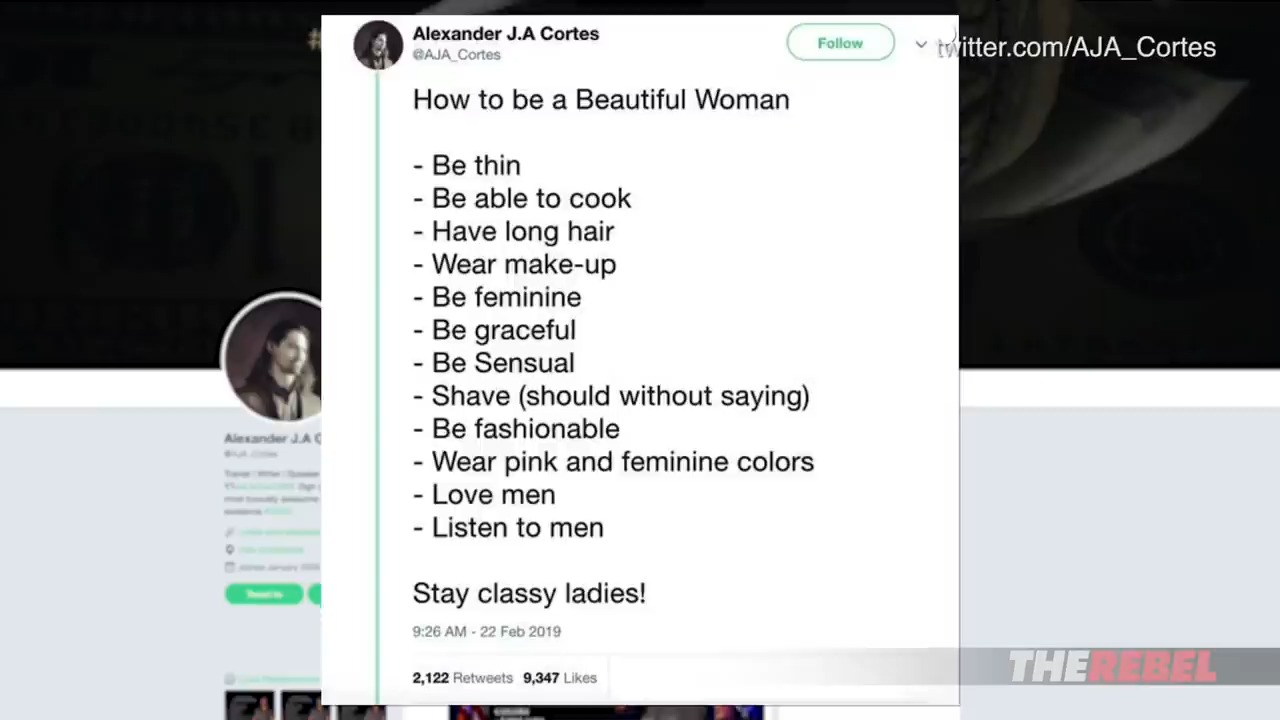 Alexander J.A Cortes
@AJA_Cortes
Follow
twitter.com/AJA_Cortes
How to be a Beautiful Woman
- Be thin
- Be able to cook
- Have long hair
- Wear make-up
- Be feminine
- Be graceful
- Be Sensual
- Shave (should without saying)
- Be fashionable
- Wear pink and feminine colors
- Love men
- Listen to men
Stay classy ladies!
9:26 AM - 22 Feb 2019
2,122 Retweets 9,347 Likes
Alexander J.A
THE REBEL